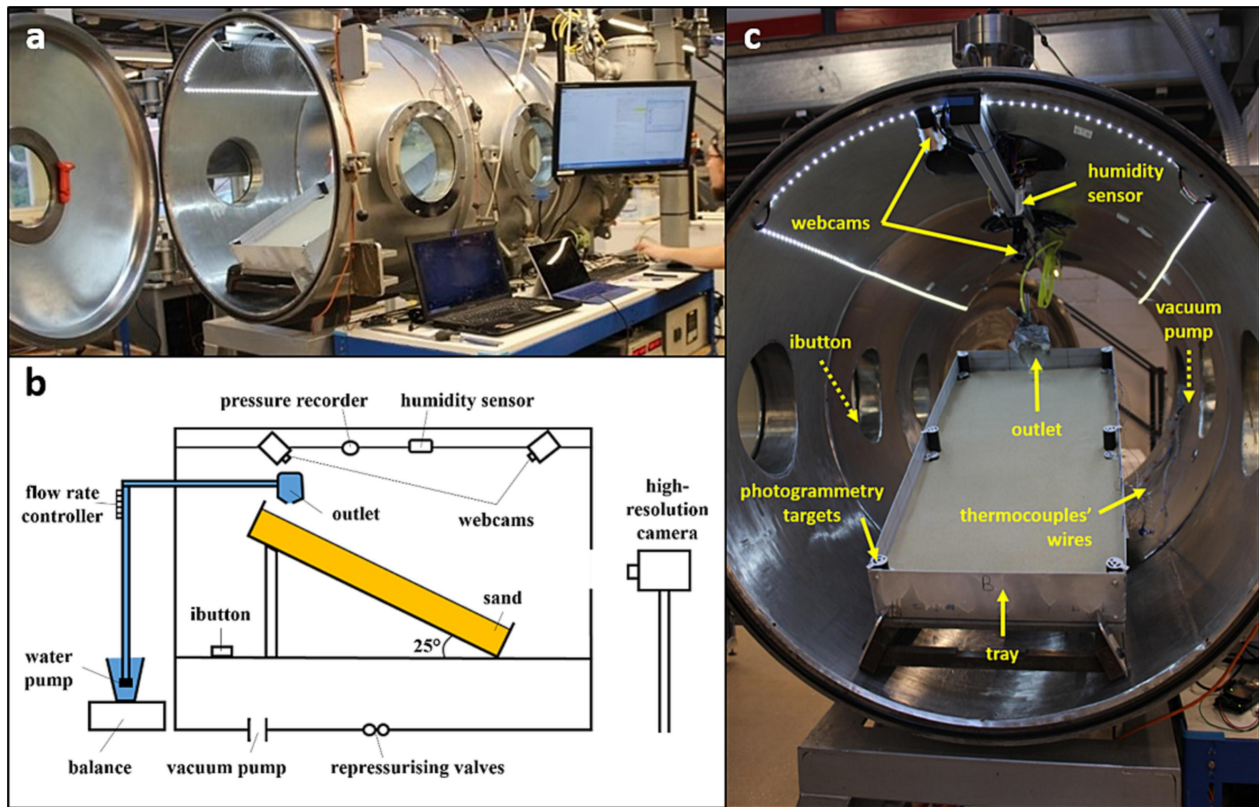 a
b
pressure recorder
humidity sensor
flow rate
controller
outlet
webcams
high-
resolution
camera
sand
ibutton
25°
water
pump
balance
vacuum pump
repressurising valves
c
humidity
sensor
webcams
vacuum
pump
ibutton
outlet
photogrammetry
targets
thermocouples'
wires
B
tray